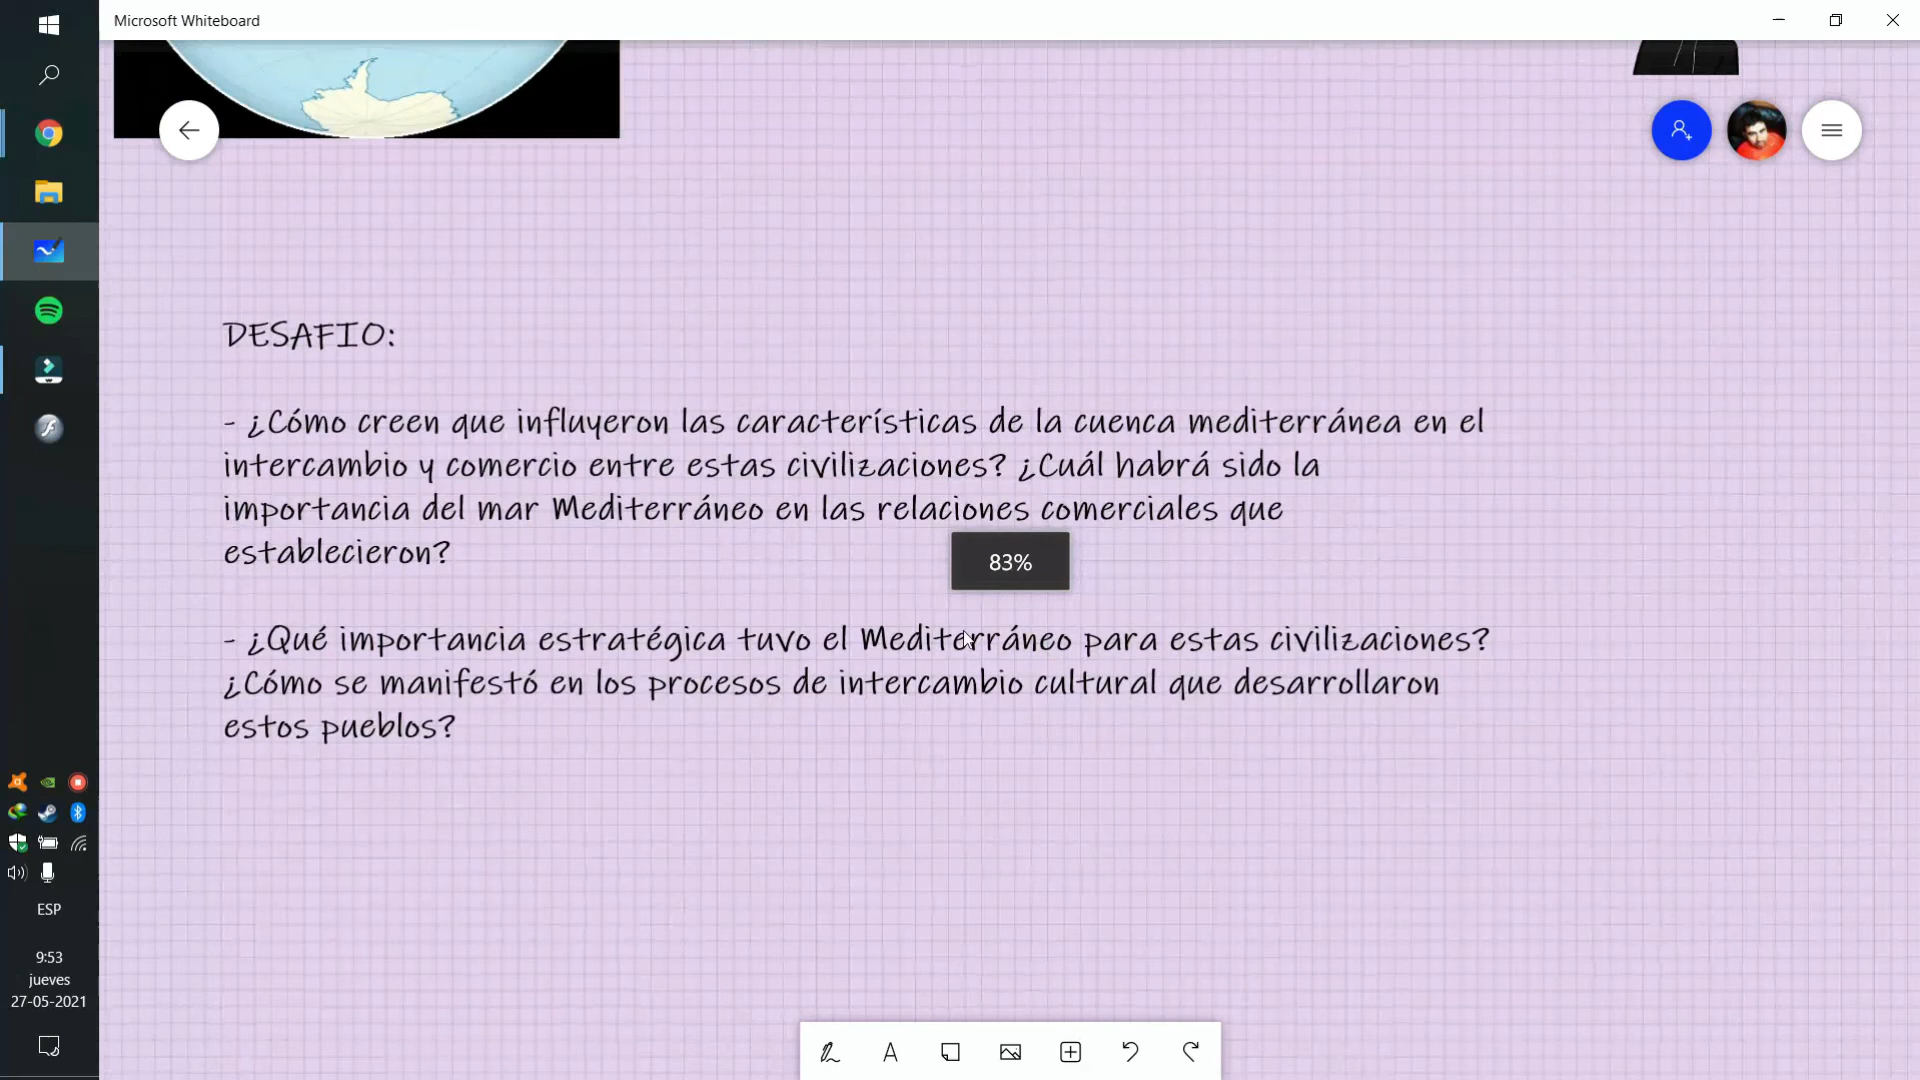 Microsoft Whiteboard
DESAFIO:
- ¿Cómo creen que influyeron las características de la cuenca mediterránea en el
intercambio y comercio entre estas civilizaciones? ¿Cuál habrá sido la
importancia del mar Mediterráneo en las relaciones comerciales que
establecieron?
83%
- ¿Qué importancia estratégica tuvo el Mediterráneo para estas civilizaciones?
¿Cómo se manifestó en los procesos de intercambio cultural que desarrollaron
estos pueblos?
ESP
9:53
jueves
27-05-2021